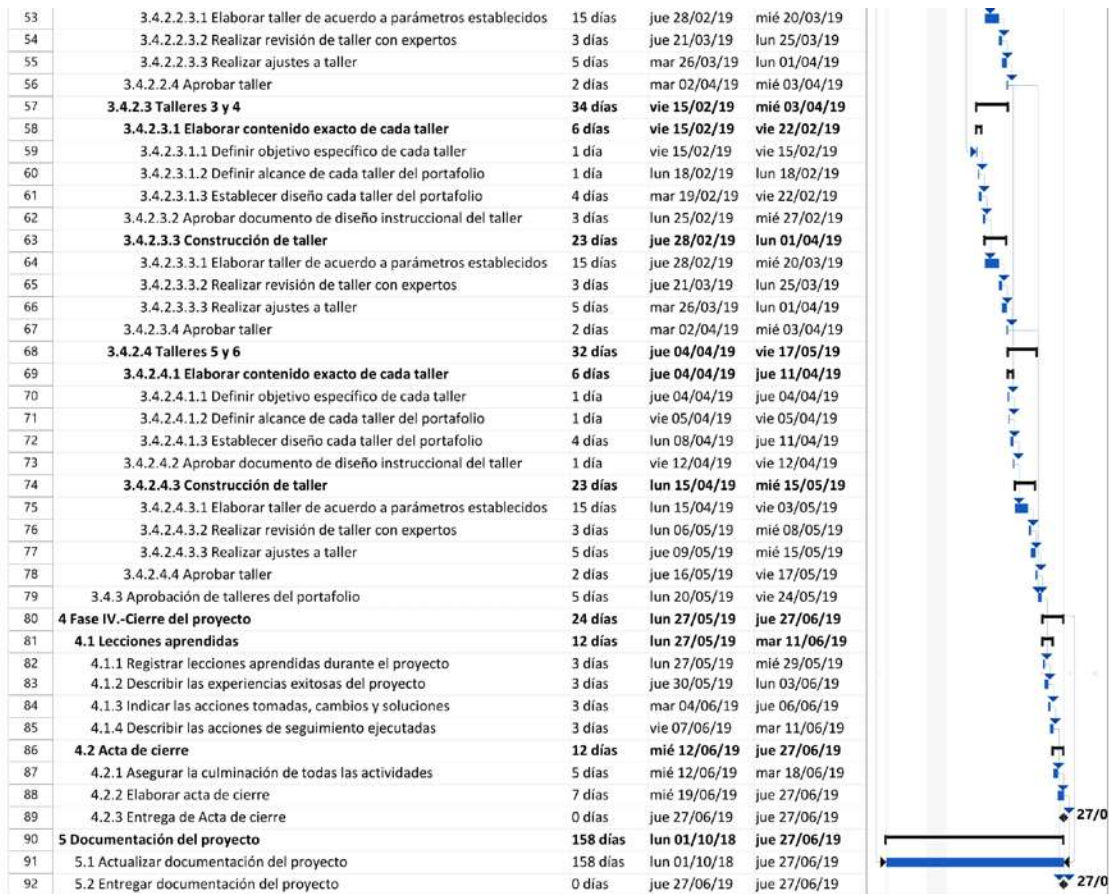 53 3.4.2.2.3.1 Elaborar taller de acuerdo a parámetros establecidos 15 días jue 28/02/19 mié 20/03/19
54 3.4.2.2.3.2 Realizar revisión de taller con expertos 3 días jue 21/03/19 lun 25/03/19
55 3.4.2.2.3.3 Realizar ajustes a taller 5 días mar 26/03/19 lun 01/04/19
56 3.4.2.2.4 Aprobar taller 2 días mar 02/04/19 mié 03/04/19
57 3.4.2.3 Talleres 3 y 4 34 días vie 15/02/19 mié 03/04/19
58 3.4.2.3.1 Elaborar contenido exacto de cada taller 6 días vie 15/02/19 vie 22/02/19
59 3.4.2.3.1.1 Definir objetivo específico de cada taller 1 día vie 15/02/19 vie 15/02/19
60 3.4.2.3.1.2 Definir alcance de cada taller del portafolio 1 día lun 18/02/19 lun 18/02/19
61 3.4.2.3.1.3 Establecer diseño cada taller del portafolio 4 días mar 19/02/19 vie 22/02/19
62 3.4.2.3.2 Aprobar documento de diseño instruccional del taller 3 días lun 25/02/19 mié 27/02/19
63 3.4.2.3.3 Construcción de taller 23 días jue 28/02/19 lun 01/04/19
64 3.4.2.3.3.1 Elaborar taller de acuerdo a parámetros establecidos 15 días jue 28/02/19 mié 20/03/19
65 3.4.2.3.3.2 Realizar revisión de taller con expertos 3 días jue 21/03/19 lun 25/03/19
66 3.4.2.3.3.3 Realizar ajustes a taller 5 días mar 26/03/19 lun 01/04/19
67 3.4.2.3.4 Aprobar taller 2 días mar 02/04/19 mié 03/04/19
68 3.4.2.4 Talleres 5 y 6 32 días jue 04/04/19 vie 17/05/19
69 3.4.2.4.1 Elaborar contenido exacto de cada taller 6 días jue 04/04/19 jue 11/04/19
70 3.4.2.4.1.1 Definir objetivo específico de cada taller 1 día jue 04/04/19 jue 04/04/19
71 3.4.2.4.1.2 Definir alcance de cada taller del portafolio 1 día vie 05/04/19 vie 05/04/19
72 3.4.2.4.1.3 Establecer diseño cada taller del portafolio 4 días lun 08/04/19 jue 11/04/19
73 3.4.2.4.2 Aprobar documento de diseño instruccional del taller 1 día vie 12/04/19 vie 12/04/19
74 3.4.2.4.3 Construcción de taller 23 días lun 15/04/19 mié 15/05/19
75 3.4.2.4.3.1 Elaborar taller de acuerdo a parámetros establecidos 15 días lun 15/04/19 vie 03/05/19
76 3.4.2.4.3.2 Realizar revisión de taller con expertos 3 días lun 06/05/19 mié 08/05/19
77 3.4.2.4.3.3 Realizar ajustes a taller 5 días jue 09/05/19 mié 15/05/19
78 3.4.2.4.4 Aprobar taller 2 días jue 16/05/19 vie 17/05/19
79 3.4.3 Aprobación de talleres del portafolio 5 días lun 20/05/19 vie 24/05/19
80 4 Fase IV.-Cierre del proyecto 24 días lun 27/05/19 jue 27/06/19
81 4.1 Lecciones aprendidas 12 días lun 27/05/19 mar 11/06/19
82 4.1.1 Registrar lecciones aprendidas durante el proyecto 3 días lun 27/05/19 mié 29/05/19
83 4.1.2 Describir las experiencias exitosas del proyecto 3 días jue 30/05/19 lun 03/06/19
84 4.1.3 Indicar las acciones tomadas, cambios y soluciones 3 días mar 04/06/19 jue 06/06/19
85 4.1.4 Describir las acciones de seguimiento ejecutadas 3 días vie 07/06/19 mar 11/06/19
86 4.2 Acta de cierre 12 días mié 12/06/19 jue 27/06/19
87 4.2.1 Asegurar la culminación de todas las actividades 5 días mié 12/06/19 mar 18/06/19
88 4.2.2 Elaborar acta de cierre 7 días mié 19/06/19 jue 27/06/19
89 4.2.3 Entrega de Acta de cierre 0 días jue 27/06/19 jue 27/06/19 27/0
90 5 Documentación del proyecto 158 días lun 01/10/18 jue 27/06/19
91 5.1 Actualizar documentación del proyecto 158 días lun 01/10/18 jue 27/06/19
92 5.2 Entregar documentación del proyecto 0 días jue 27/06/19 jue 27/06/19 27/0